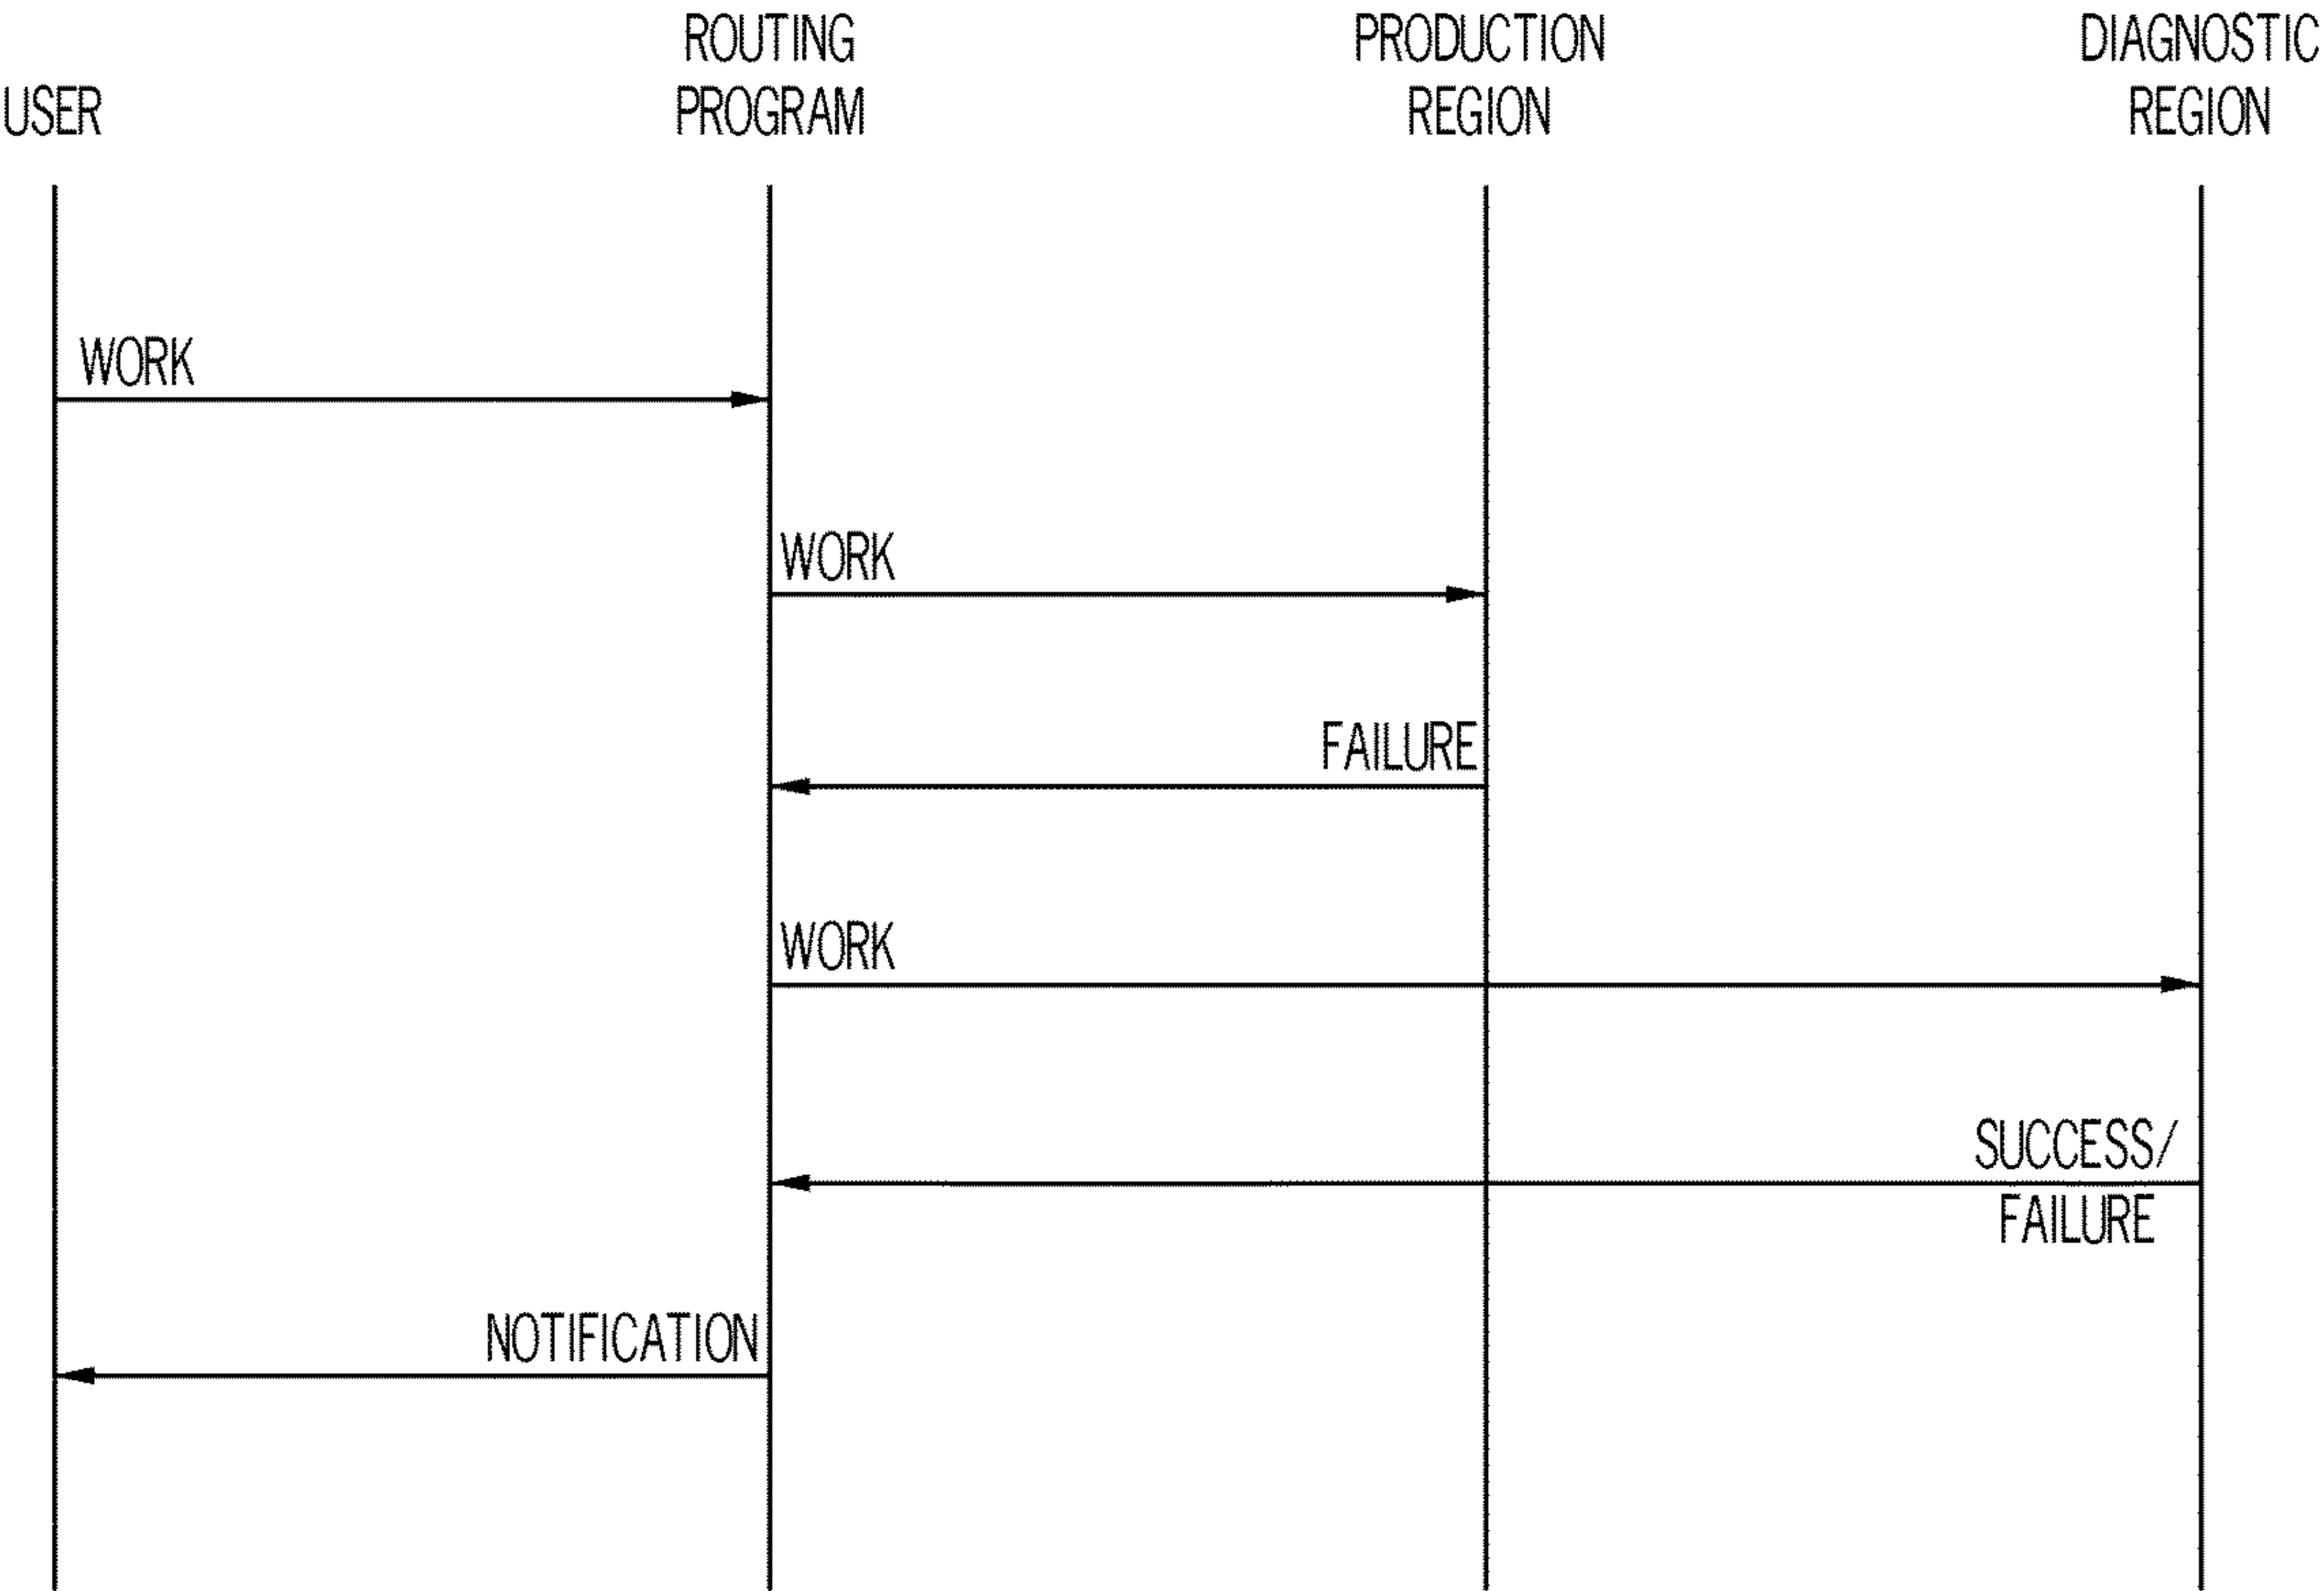 USER
ROUTING
PROGRAM
PRODUCTION
REGION
DIAGNOSTIC
REGION
WORK
WORK
FAILURE
WORK
SUCCESS/
FAILURE
NOTIFICATION